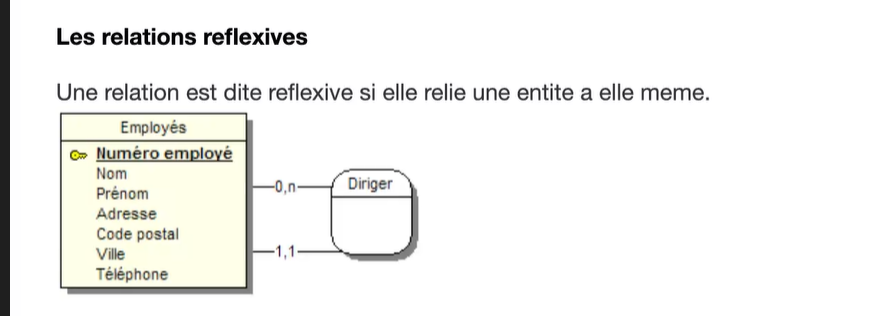 Les relations reflexives
Une relation est dite reflexive si elle relie une entite a elle meme.
Employés
Numéro employé
Nom
Prénom
Adresse
Code postal
Ville
Téléphone
0,n
Diriger
1,1